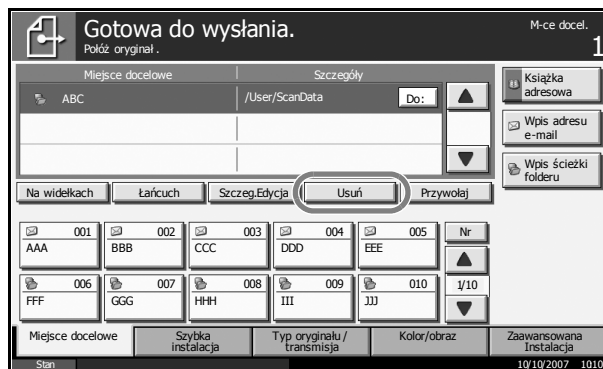 Gotowa do wysłania.
Połóż oryginał .
M-ce docel.
1
Miejsce docelowe
Szczegóły
ABC
/User/ScanData
Do:
Książka
adresowa
Wpis adresu
e-mail
Wpis ścieżki
folderu
Na widełkach
Łańcuch
Szczeg.Edycja
Usuń
Przywołaj
001
AAA
002
BBB
003
CCC
004
DDD
005
EEE
Nr
006
FFF
007
GGG
008
HHH
009
III
010
JJJ
1/10
Miejsce docelowe
Szybka
instalacja
Typ oryginału /
transmisja
Kolor/obraz
Zaawansowana
Instalacja
Stan
10/10/2007 1010